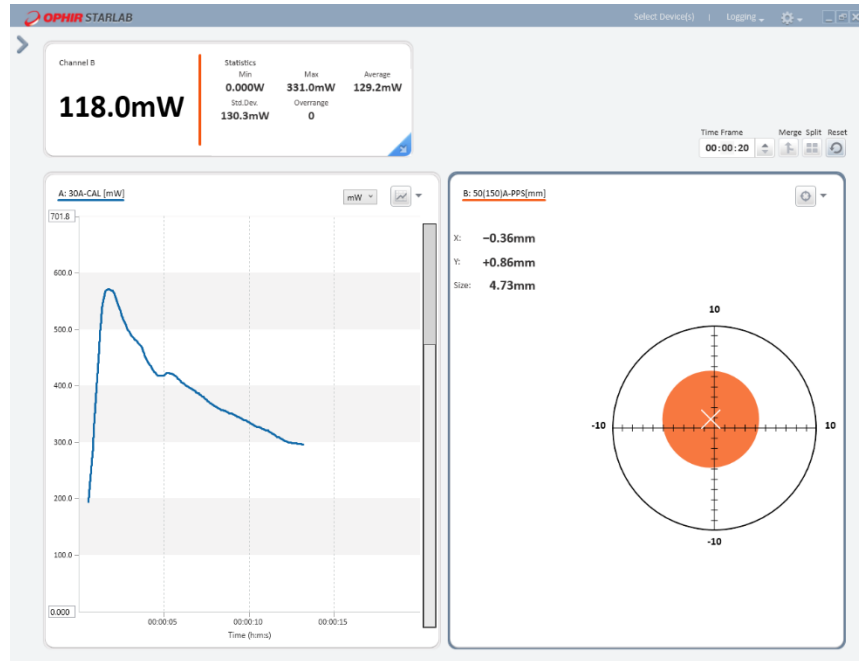 OPHIR STARLAB
Select Device(s) | Logging
Channel B
118.0mW
Statistics
Min Max Average
0.000W 331.0mW 129.2mW
Std.Dev. Overrange
130.3mW 0
Time Frame Merge Split Reset
00:00:20
A: 30A-CAL [mW]
mW
701.8
600.0
500.0
400.0
300.0
200.0
100.0
0.000
00:00:05 00:00:10 00:00:15
Time (h:m:s)
B: 50(150)A-PPS[mm]
X: −0.36mm
Y: +0.86mm
Size: 4.73mm
10
-10 10
-10